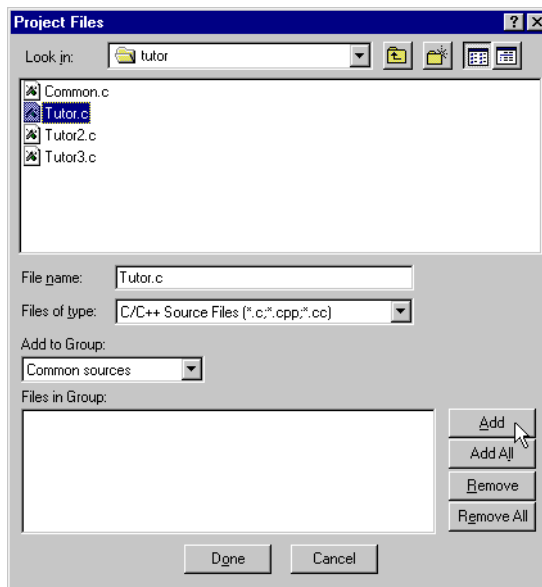 Project Files
Look in: tutor
Common.c
Tutor.c
Tutor2.c
Tutor3.c
File name: Tutor.c
Files of type: C/C++ Source Files (*.c;*.cpp;*.cc)
Add to Group:
Common sources
Files in Group:
Add
Add All
Remove
Remove All
Done Cancel